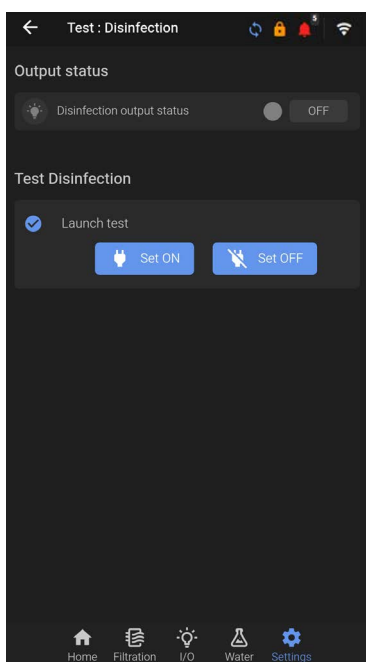 Test : Disinfection
5
Output status
Disinfection output status
OFF
Test Disinfection
Launch test
Set ON
Set OFF
Home
Filtration
I/O
Water
Settings